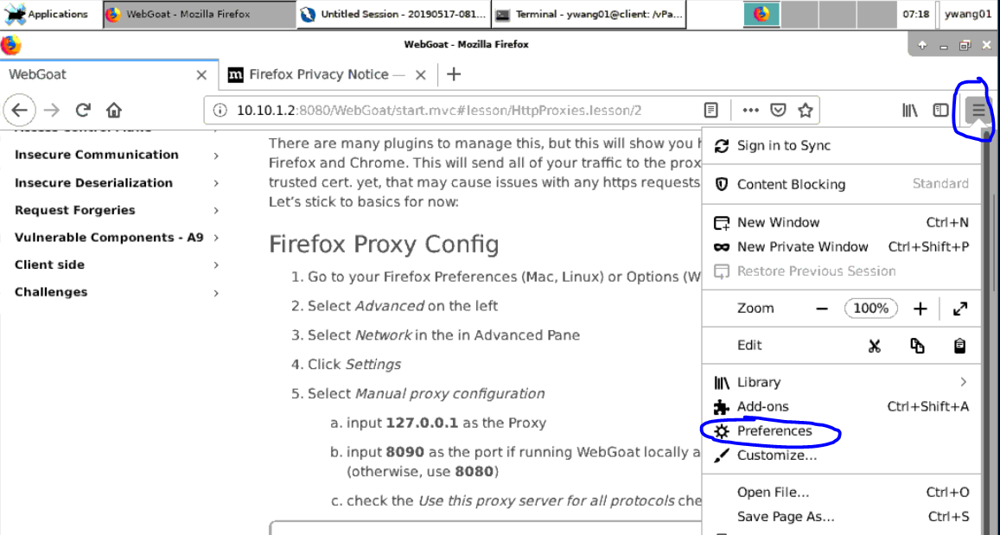 Applications
WebGoat - Mozilla Firefox
Untitled Session - 20190517-081...
Terminal - ywang01@client: /vPa...
07:18
ywang01
WebGoat - Mozilla Firefox
WebGoat
Firefox Privacy Notice —
10.10.1.2:8080/WebGoat/start.mvc#lesson/HttpProxies.lesson/2
Insecure Communication
Insecure Deserialization
Request Forgeries
Vulnerable Components - A9
Client side
Challenges
There are many plugins to manage this, but this will show you
Firefox and Chrome. This will send all of your traffic to the
trusted cert. yet, that may cause issues with any https requests
Let's stick to basics for now:
Firefox Proxy Config
1. Go to your Firefox Preferences (Mac, Linux) or Options
2. Select Advanced on the left
3. Select Network in the in Advanced Pane
4. Click Settings
5. Select Manual proxy configuration
a. input 127.0.0.1 as the Proxy
b. input 8090 as the port if running WebGoat locally
(otherwise, use 8080)
c. check the Use this proxy server for all protocols
Sign in to Sync
Content Blocking Standard
New Window Ctrl+N
New Private Window Ctrl+Shift+P
Restore Previous Session
Zoom − 100% +
Edit
Library
Add-ons Ctrl+Shift+A
Preferences
Customize...
Open File... Ctrl+O
Save Page As... Ctrl+S